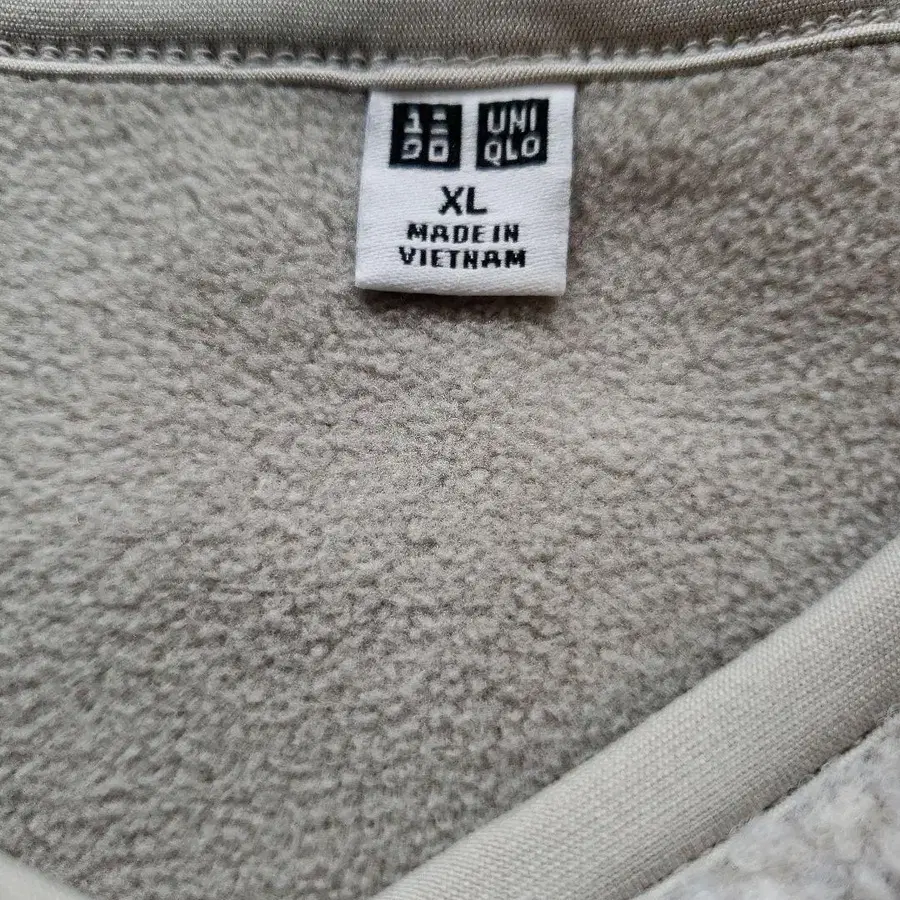 ユニ
クロ
UNI
QLO
XL
MADE IN
VIETNAM